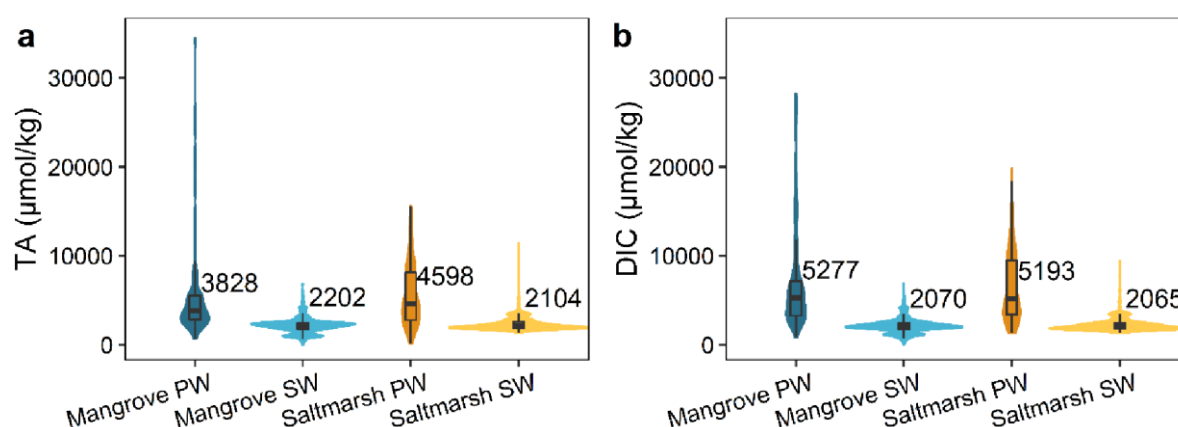 a
TA (μmol/kg)
30000
20000
10000
0
3828
2202
4598
2104
Mangrove PW
Mangrove SW
Saltmarsh PW
Saltmarsh SW
b
DIC (μmol/kg)
30000
20000
10000
0
5277
2070
5193
2065
Mangrove PW
Mangrove SW
Saltmarsh PW
Saltmarsh SW